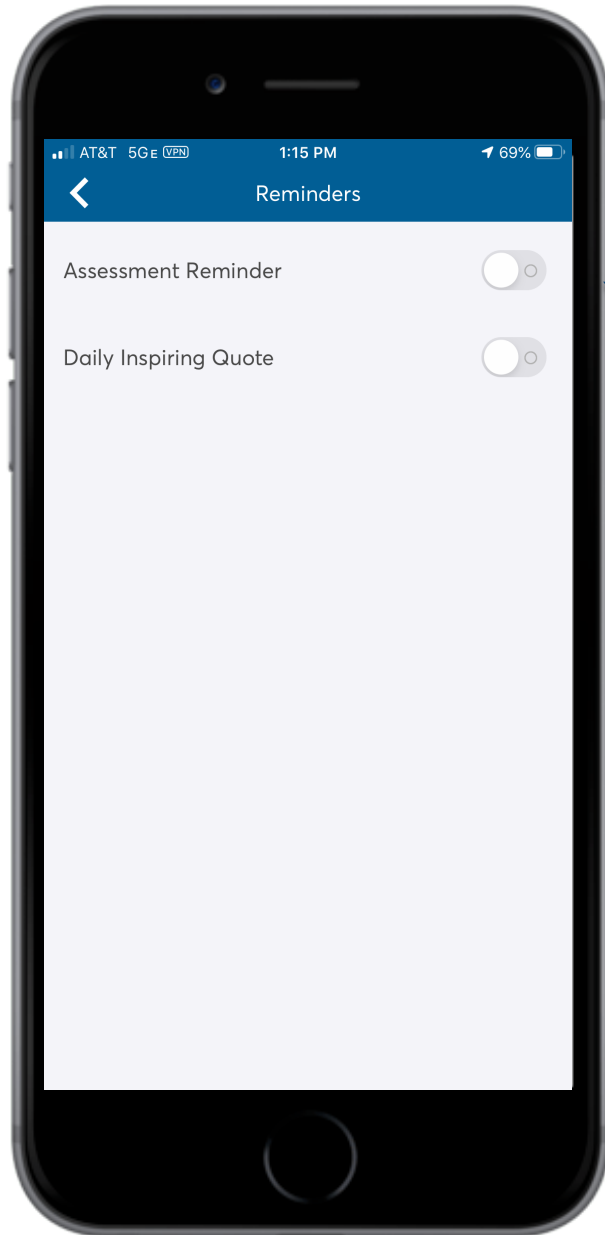 AT&T 5GE VPN 1:15 PM 69%
Reminders
Assessment Reminder
Daily Inspiring Quote